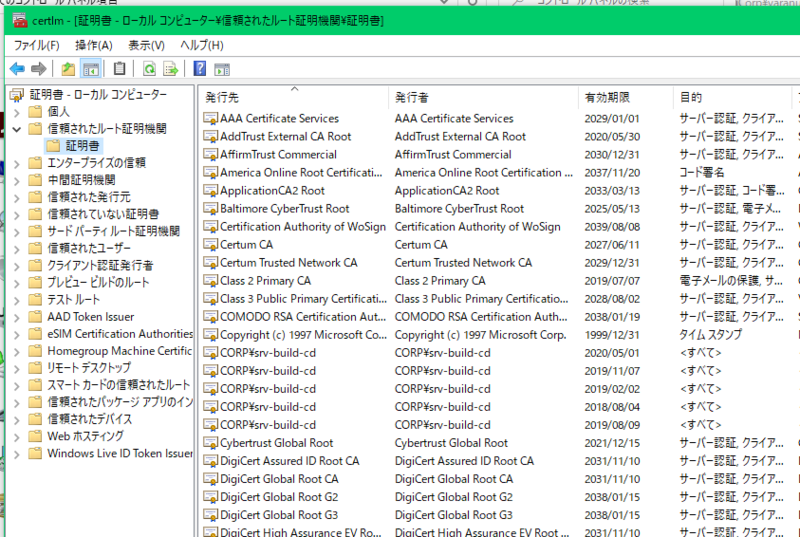 certlm - [証明書 - ローカル コンピューター¥信頼されたルート証明機関¥証明書]
ファイル(F) 操作(A) 表示(V) ヘルプ(H)
証明書 - ローカル コンピューター
個人
信頼されたルート証明機関
証明書
エンタープライズの信頼
中間証明機関
信頼された発行元
信頼されていない証明書
サード パーティ ルート証明機関
信頼されたユーザー
クライアント認証発行者
プレビュー ビルドのルート
テスト ルート
AAD Token Issuer
eSIM Certification Authorities
Homegroup Machine Certific
リモート デスクトップ
スマート カードの信頼されたルート
信頼されたパッケージ アプリのイン
信頼されたデバイス
Web ホスティング
Windows Live ID Token Issuer
発行先 発行者 有効期限 目的
AAA Certificate Services AAA Certificate Services 2029/01/01 サーバー認証, クライア...
AddTrust External CA Root AddTrust External CA Root 2020/05/30 サーバー認証, クライア...
AffirmTrust Commercial AffirmTrust Commercial 2030/12/31 サーバー認証, クライア...
America Online Root Certificati... America Online Root Certification ... 2037/11/20 コード署名
ApplicationCA2 Root ApplicationCA2 Root 2033/03/13 サーバー認証, コード署...
Baltimore CyberTrust Root Baltimore CyberTrust Root 2025/05/13 サーバー認証, 電子メ...
Certification Authority of WoSign Certification Authority of WoSign 2039/08/08 サーバー認証, クライア...
Certum CA Certum CA 2027/06/11 サーバー認証, クライア...
Certum Trusted Network CA Certum Trusted Network CA 2029/12/31 サーバー認証, クライア...
Class 2 Primary CA Class 2 Primary CA 2019/07/07 電子メールの保護, サ...
Class 3 Public Primary Certificat... Class 3 Public Primary Certificatio... 2028/08/02 サーバー認証, クライア...
COMODO RSA Certification Aut... COMODO RSA Certification Auth... 2038/01/19 サーバー認証, クライア...
Copyright (c) 1997 Microsoft Co... Copyright (c) 1997 Microsoft Corp. 1999/12/31 タイム スタンプ
CORP¥srv-build-cd CORP¥srv-build-cd 2020/05/01 <すべて>
CORP¥srv-build-cd CORP¥srv-build-cd 2019/11/07 <すべて>
CORP¥srv-build-cd CORP¥srv-build-cd 2019/02/02 <すべて>
CORP¥srv-build-cd CORP¥srv-build-cd 2018/08/04 <すべて>
CORP¥srv-build-cd CORP¥srv-build-cd 2019/08/09 <すべて>
Cybertrust Global Root Cybertrust Global Root 2021/12/15 サーバー認証, クライア...
DigiCert Assured ID Root CA DigiCert Assured ID Root CA 2031/11/10 サーバー認証, クライア...
DigiCert Global Root CA DigiCert Global Root CA 2031/11/10 サーバー認証, クライア...
DigiCert Global Root G2 DigiCert Global Root G2 2038/01/15 サーバー認証, クライア...
DigiCert Global Root G3 DigiCert Global Root G3 2038/01/15 サーバー認証, クライア...
DigiCert High Assurance EV Ro... DigiCert High Assurance EV Root ... 2031/11/10 サーバー認証, クライア...